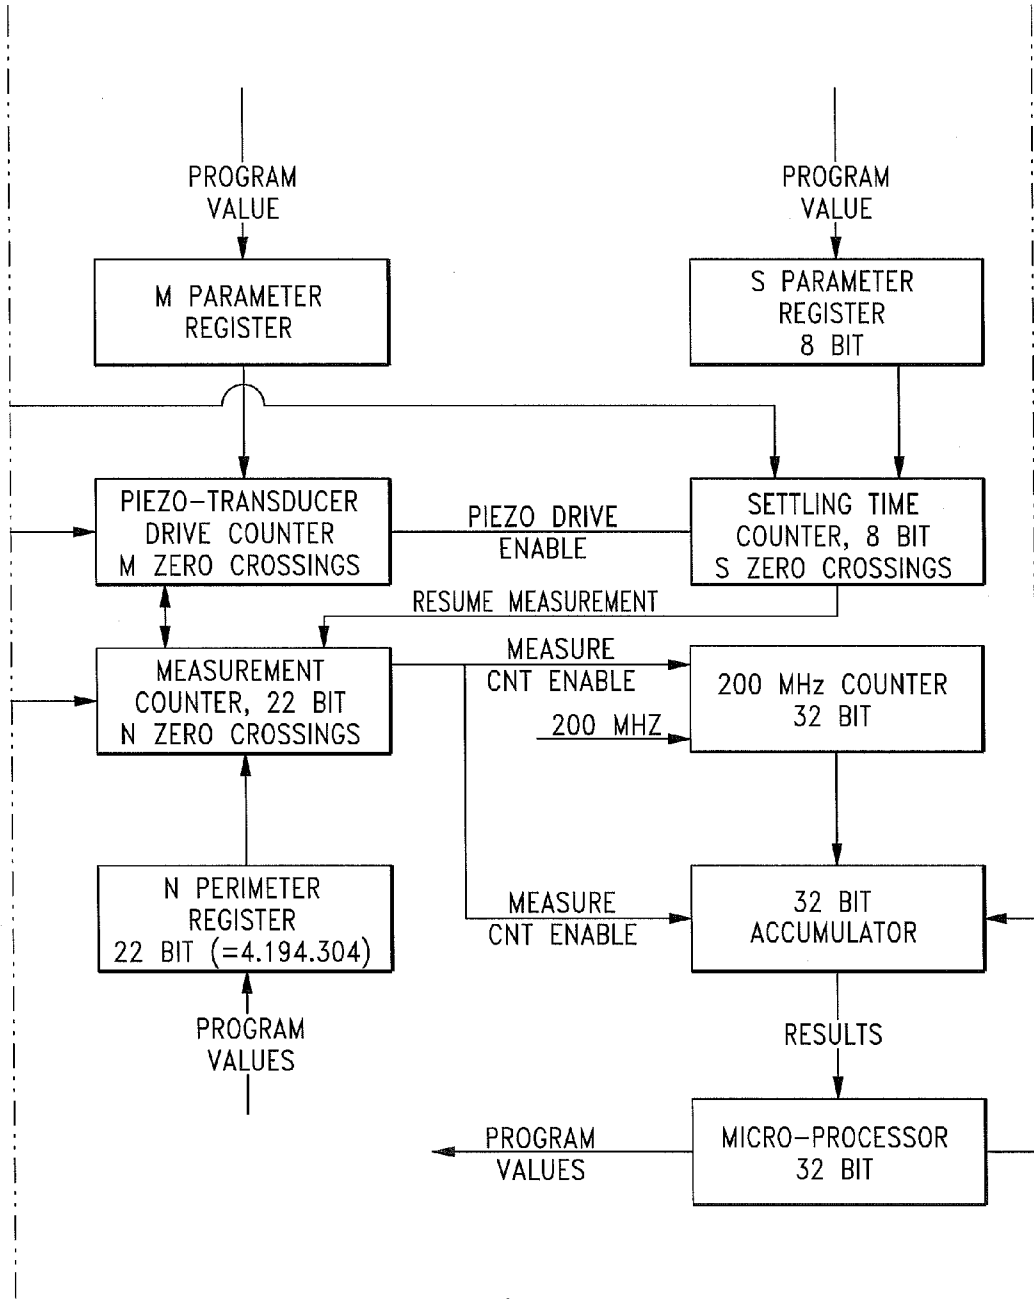 PROGRAM
VALUE
PROGRAM
VALUE
M PARAMETER
REGISTER
S PARAMETER
REGISTER
8 BIT
PIEZO-TRANSDUCER
DRIVE COUNTER
M ZERO CROSSINGS
PIEZO DRIVE
ENABLE
SETTLING TIME
COUNTER, 8 BIT
S ZERO CROSSINGS
RESUME MEASUREMENT
MEASUREMENT
COUNTER, 22 BIT
N ZERO CROSSINGS
MEASURE
CNT ENABLE
200 MHZ
200 MHz COUNTER
32 BIT
N PERIMETER
REGISTER
22 BIT (=4.194.304)
MEASURE
CNT ENABLE
32 BIT
ACCUMULATOR
PROGRAM
VALUES
RESULTS
PROGRAM
VALUES
MICRO-PROCESSOR
32 BIT